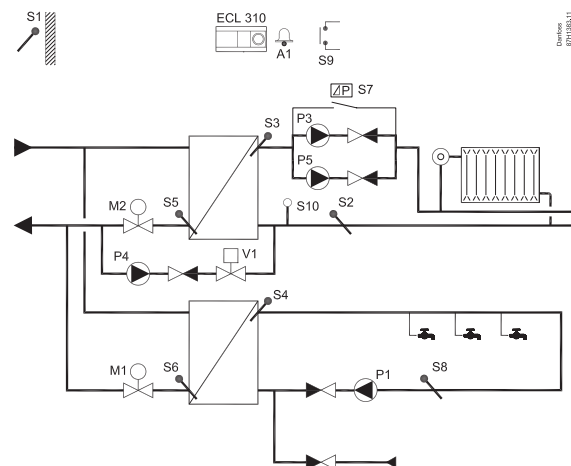 S1
ECL 310
A1
S9
Danfoss
87H1383.11
P S7
S3
P3
P5
M2
S5
S10
S2
P4
V1
S4
M1
S6
P1
S8